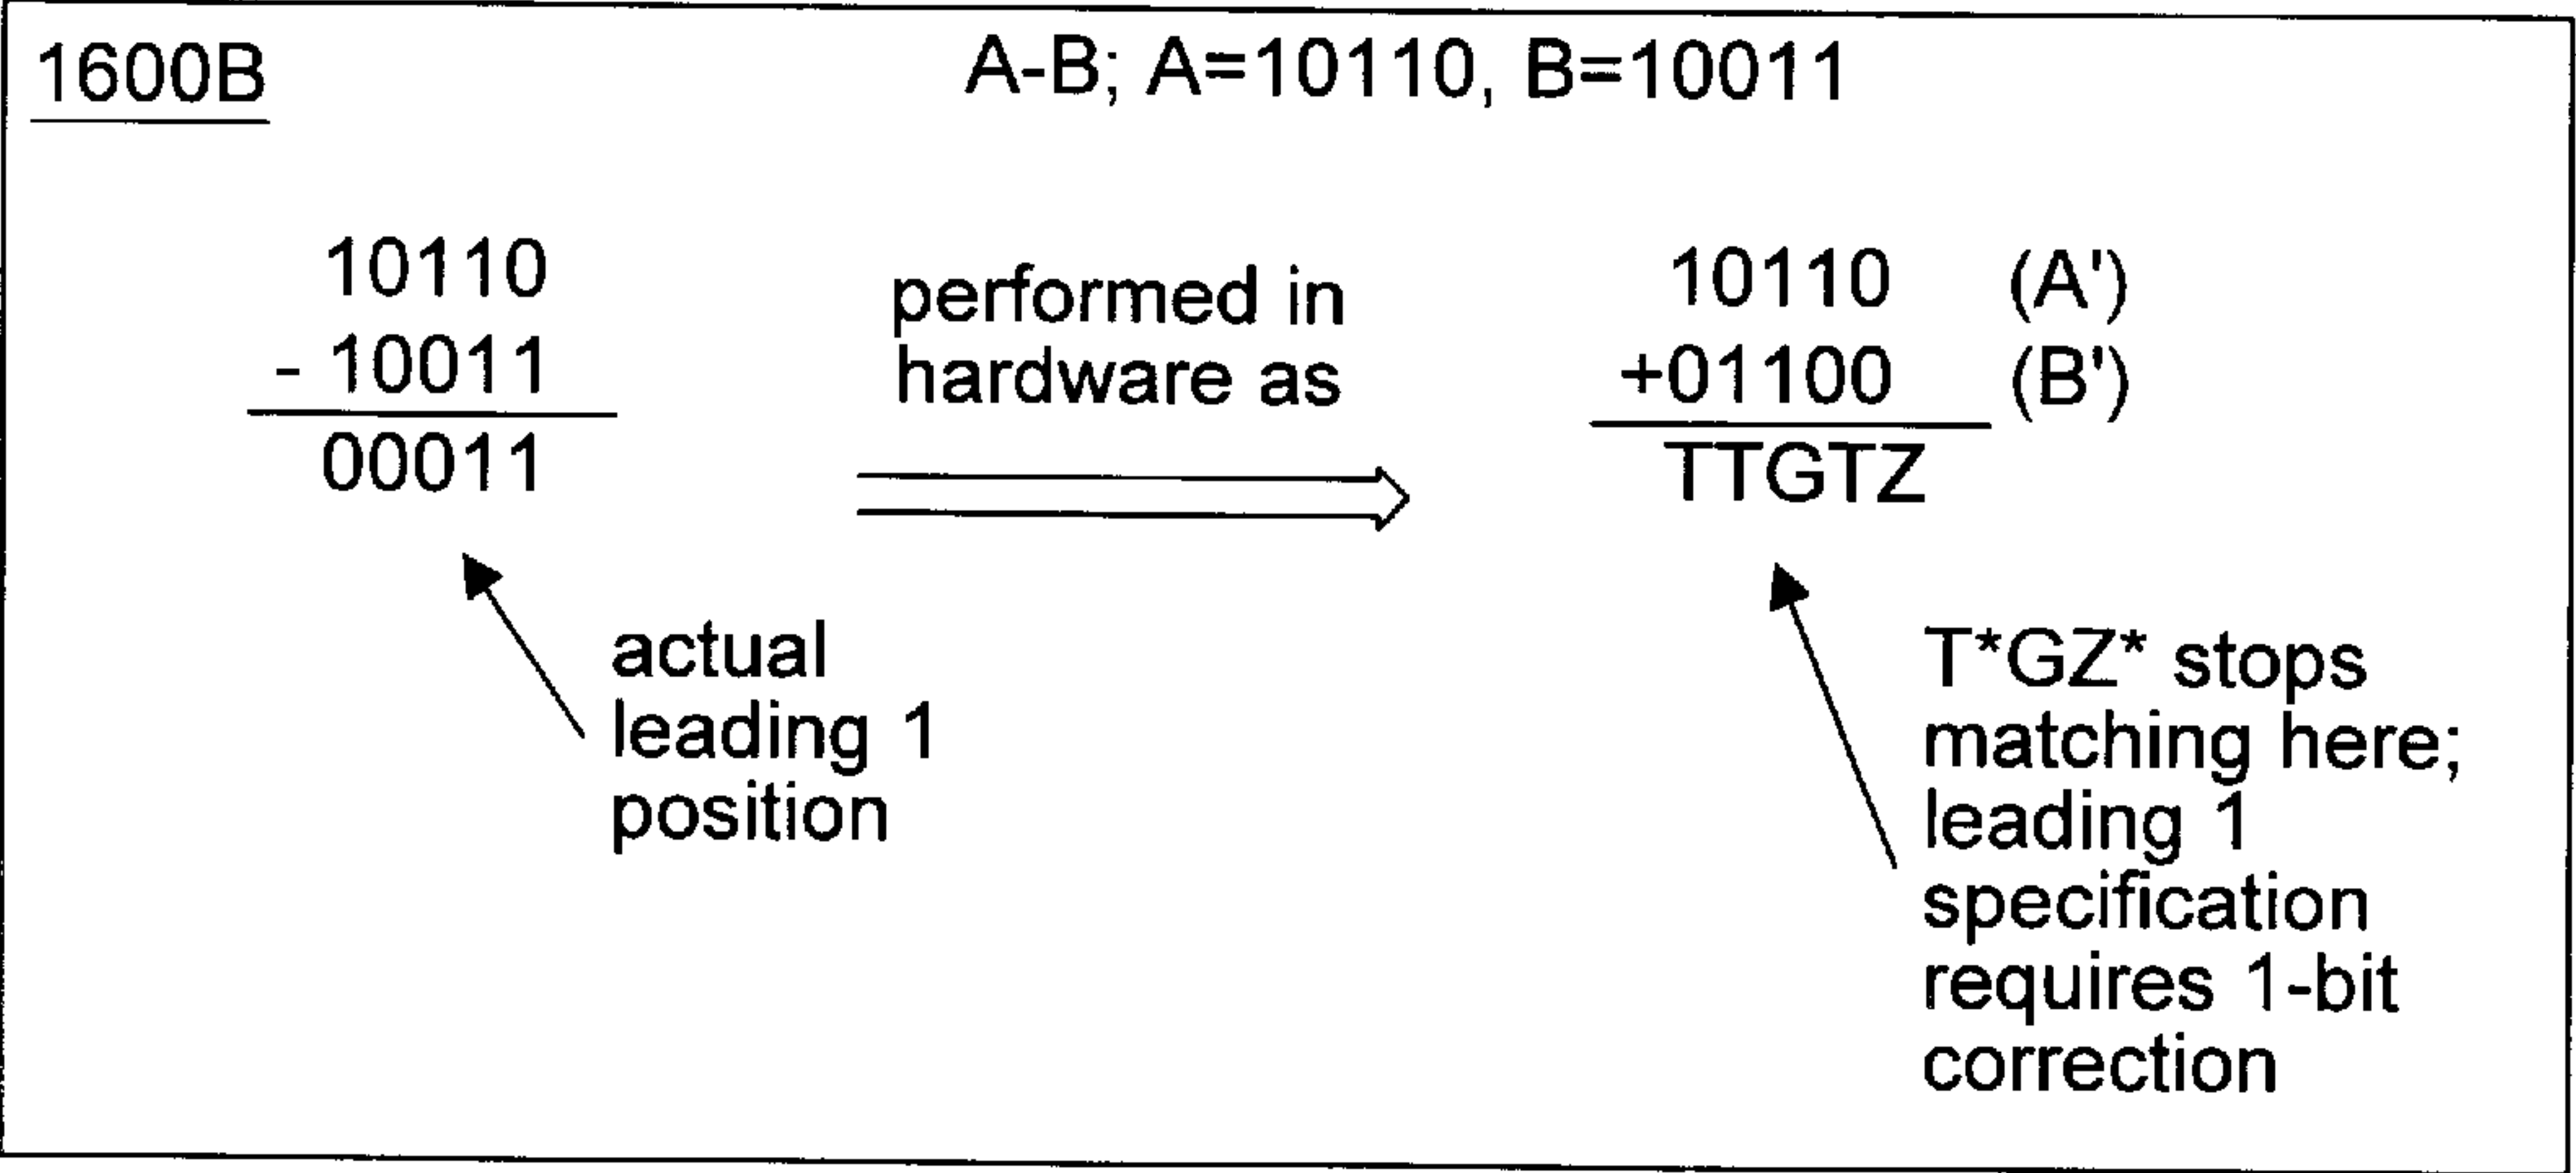 1600B
A-B; A=10110, B=10011
10110
- 10011
00011
performed in
hardware as
10110 (A')
+01100 (B')
TTGTZ
actual
leading 1
position
T*GZ* stops
matching here;
leading 1
specification
requires 1-bit
correction